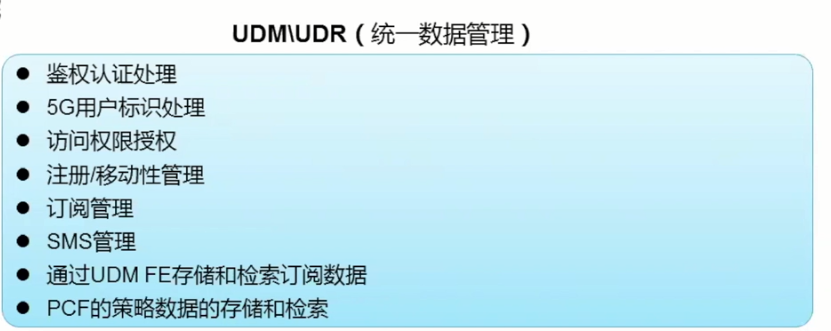 UDM\UDR（统一数据管理）
● 鉴权认证处理
● 5G用户标识处理
● 访问权限授权
● 注册/移动性管理
● 订阅管理
● SMS管理
● 通过UDM FE存储和检索订阅数据
● PCF的策略数据的存储和检索